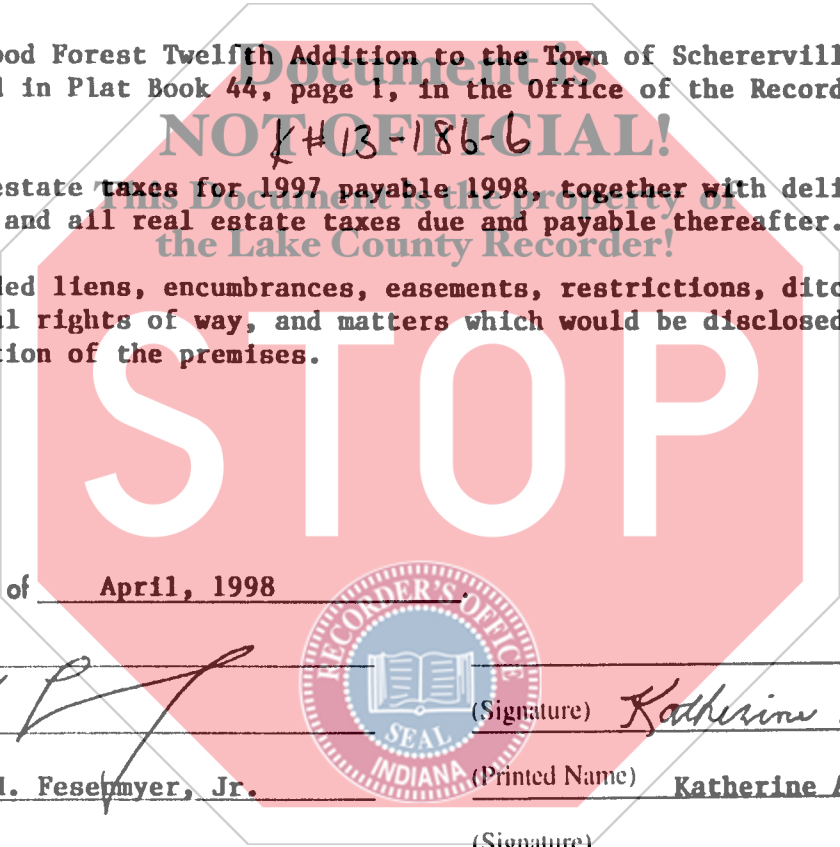 ood Forest Twelfth Addition to the Town of Scherervill
Document is
d in Plat Book 44, page 1, in the Office of the Record
NOT OFFICIAL!
K#13-186-6
estate taxes for 1997 payable 1998, together with deli
This Document is the property of
and all real estate taxes due and payable thereafter.
the Lake County Recorder!
led liens, encumbrances, easements, restrictions, ditc
al rights of way, and matters which would be disclosed
tion of the premises.
STOP
of April, 1998.
RECORDER'S OFFICE
SEAL
INDIANA
(Signature) Katherine
Fesenmyer, Jr.
(Printed Name) Katherine A
(Signature)